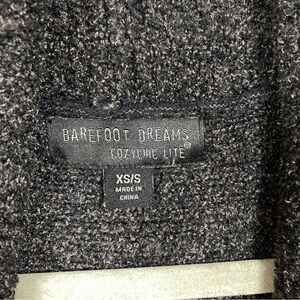 BAREFOOT DREAMS
COZYCHIC LITE®
XS/S
MADE IN
CHINA